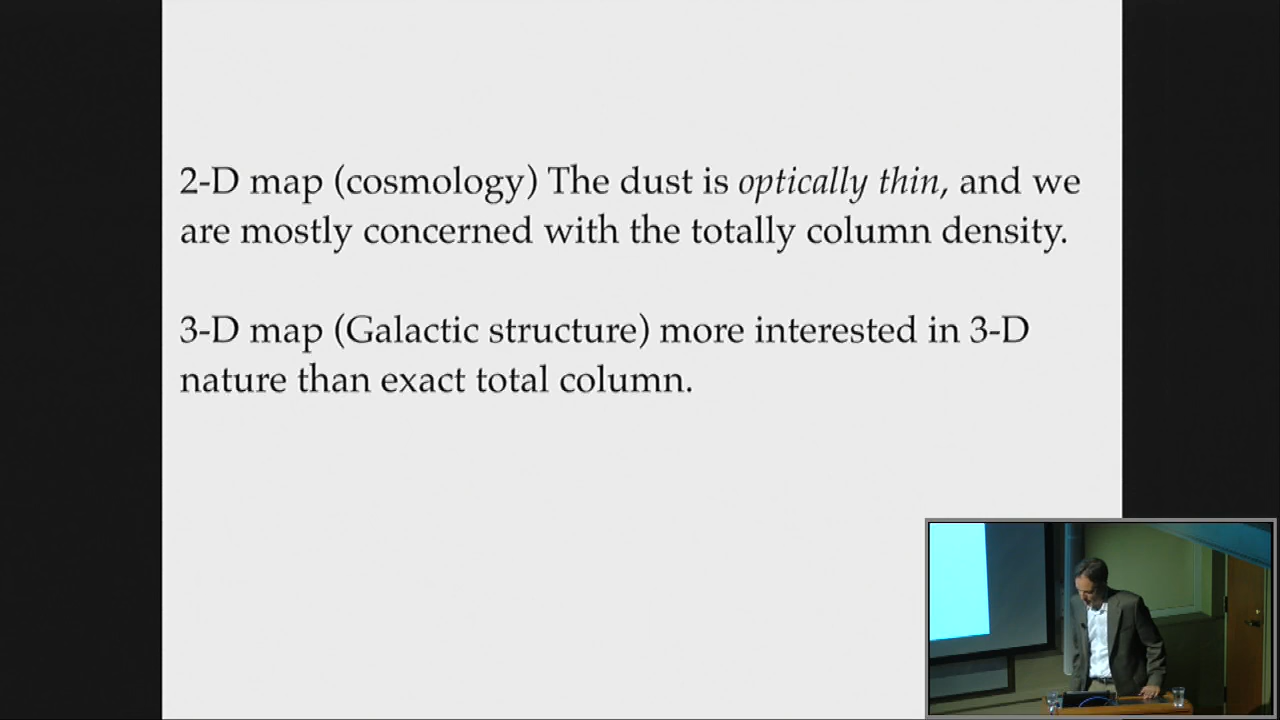 2-D map (cosmology) The dust is optically thin, and we
are mostly concerned with the totally column density.
3-D map (Galactic structure) more interested in 3-D
nature than exact total column.